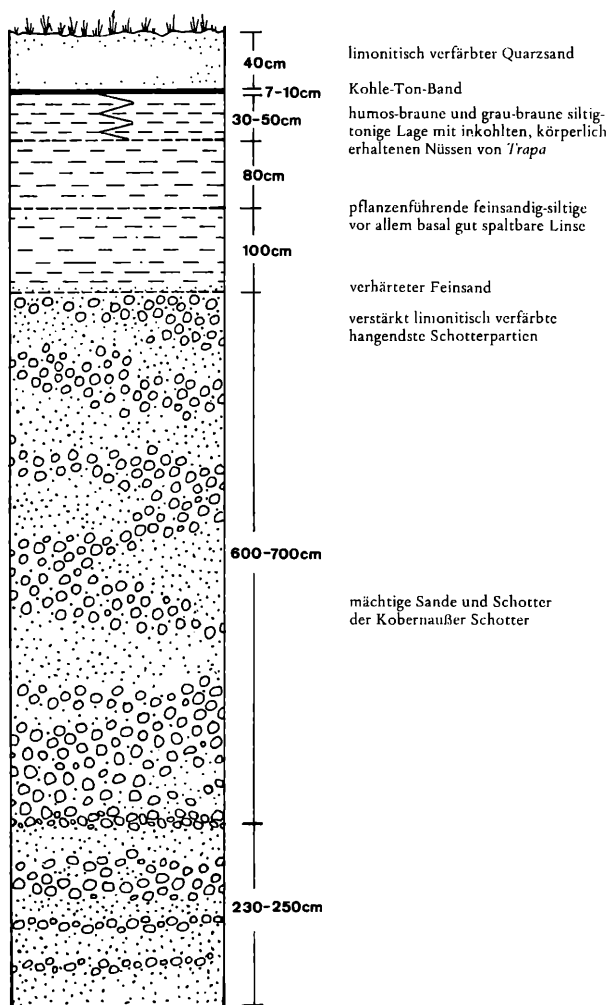 40cm
limonitisch verfärbter Quarzsand
7-10cm
Kohle-Ton-Band
30-50cm
humos-braune und grau-braune siltig-
tonige Lage mit inkohlten, körperlich
erhaltenen Nüssen von Trapa
80cm
pflanzenführende feinsandig-siltige
vor allem basal gut spaltbare Linse
100cm
verhärteter Feinsand
verstärkt limonitisch verfärbte
hangendste Schotterpartien
600-700cm
mächtige Sande und Schotter
der Kobernaußer Schotter
230-250cm